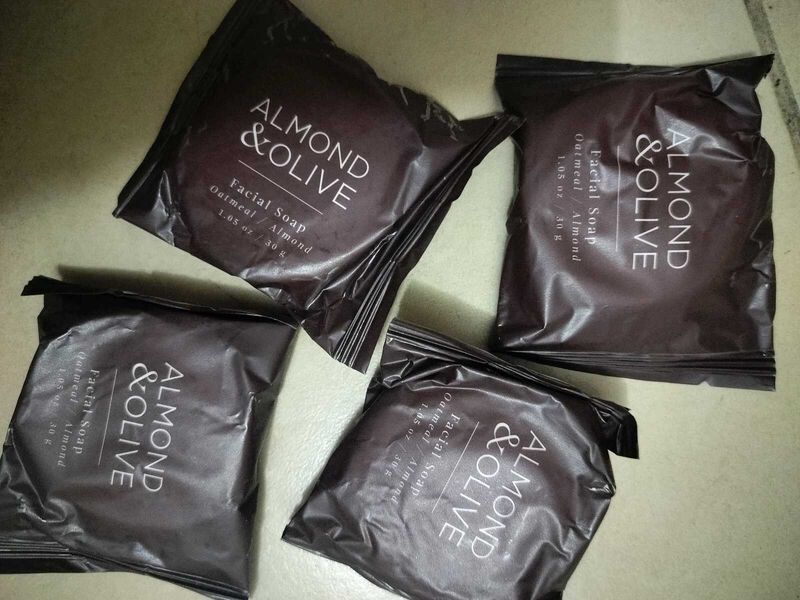 ALMOND
&OLIVE
Facial Soap
Oatmeal / Almond
1.05 oz / 30 g
ALMOND
&OLIVE
Facial Soap
Oatmeal / Almond
1.05 oz 30 g
ALMOND
&OLIVE
Facial Soap
Oatmeal / Almond
1.05 oz 30 g
ALMOND
&OLIVE
Facial Soap
Oatmeal / Almond
1.05 oz / 30 g